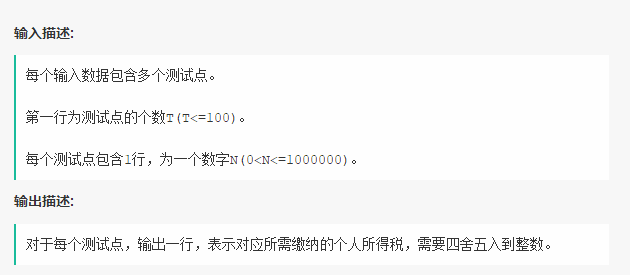 输入描述:
每个输入数据包含多个测试点。
第一行为测试点的个数T(T<=100)。
每个测试点包含1行，为一个数字N(0<N<=1000000)。
输出描述:
对于每个测试点，输出一行，表示对应所需缴纳的个人所得税，需要四舍五入到整数。